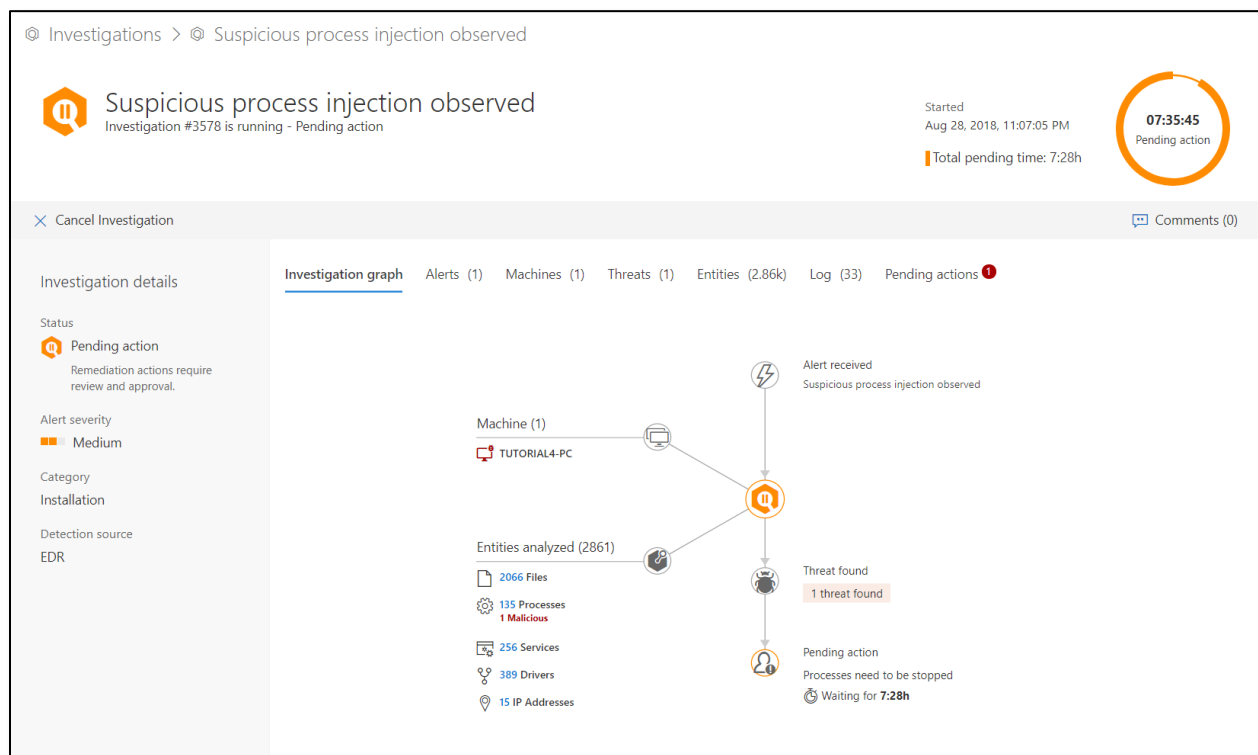 Investigations > Suspicious process injection observed
Suspicious process injection observed
Investigation #3578 is running - Pending action
Started
Aug 28, 2018, 11:07:05 PM
Total pending time: 7:28h
07:35:45
Pending action
Cancel Investigation
Comments (0)
Investigation details
Status
Pending action
Remediation actions require
review and approval.
Alert severity
Medium
Category
Installation
Detection source
EDR
Investigation graph Alerts (1) Machines (1) Threats (1) Entities (2.86k) Log (33) Pending actions 1
Alert received
Suspicious process injection observed
Machine (1)
TUTORIAL4-PC
Entities analyzed (2861)
2066 Files
135 Processes
1 Malicious
256 Services
389 Drivers
15 IP Addresses
Threat found
1 threat found
Pending action
Processes need to be stopped
Waiting for 7:28h